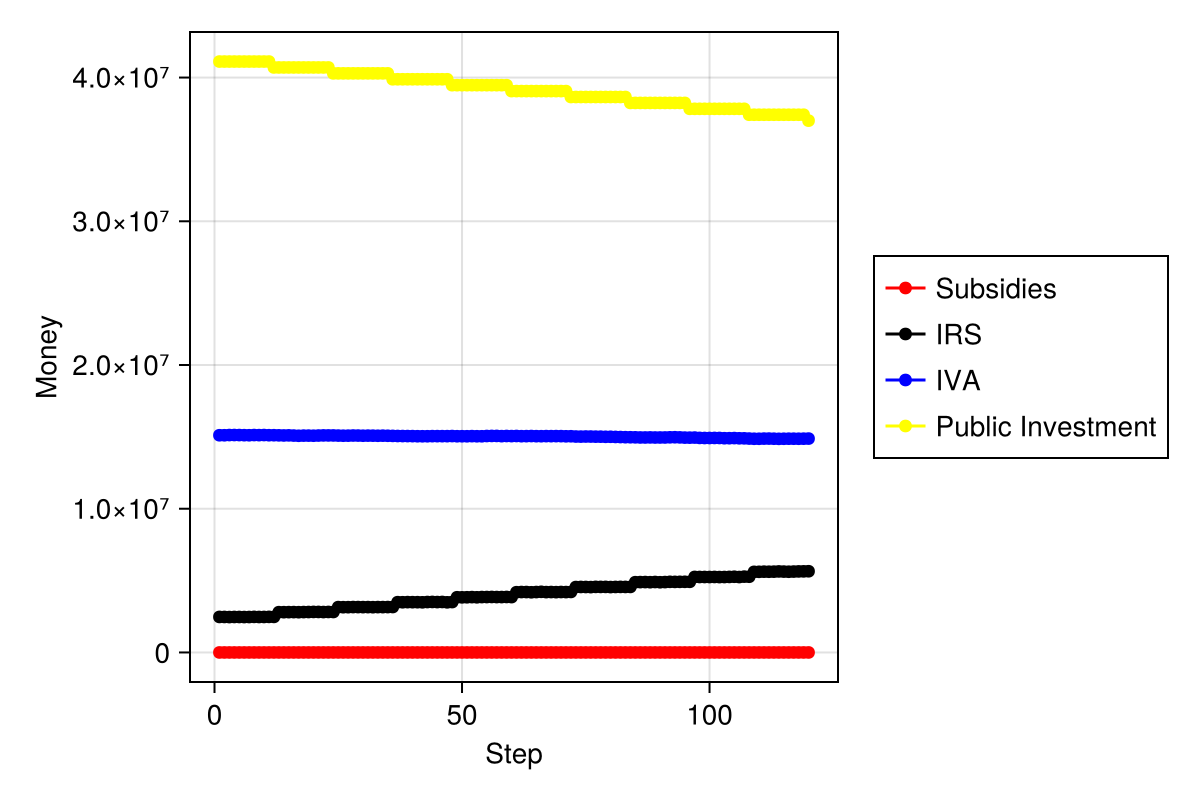 4.0×10⁷
3.0×10⁷
2.0×10⁷
1.0×10⁷
0
Money
0 50 100
Step
Subsidies
IRS
IVA
Public Investment